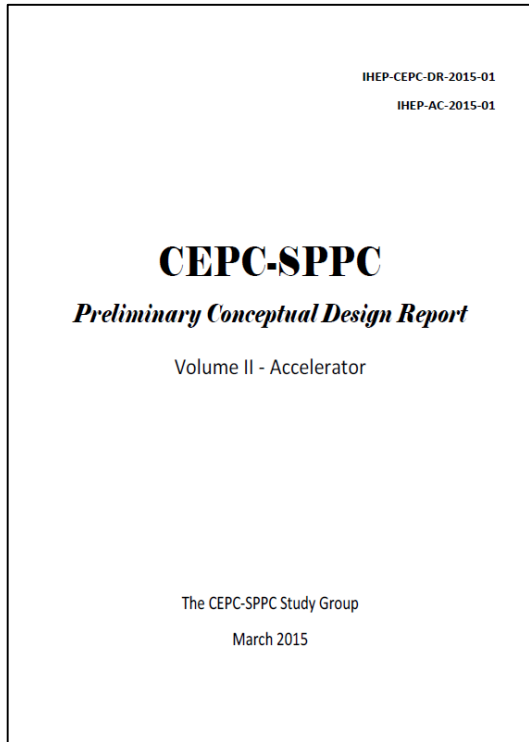 IHEP-CEPC-DR-2015-01
IHEP-AC-2015-01
CEPC-SPPC
Preliminary Conceptual Design Report
Volume II - Accelerator
The CEPC-SPPC Study Group
March 2015